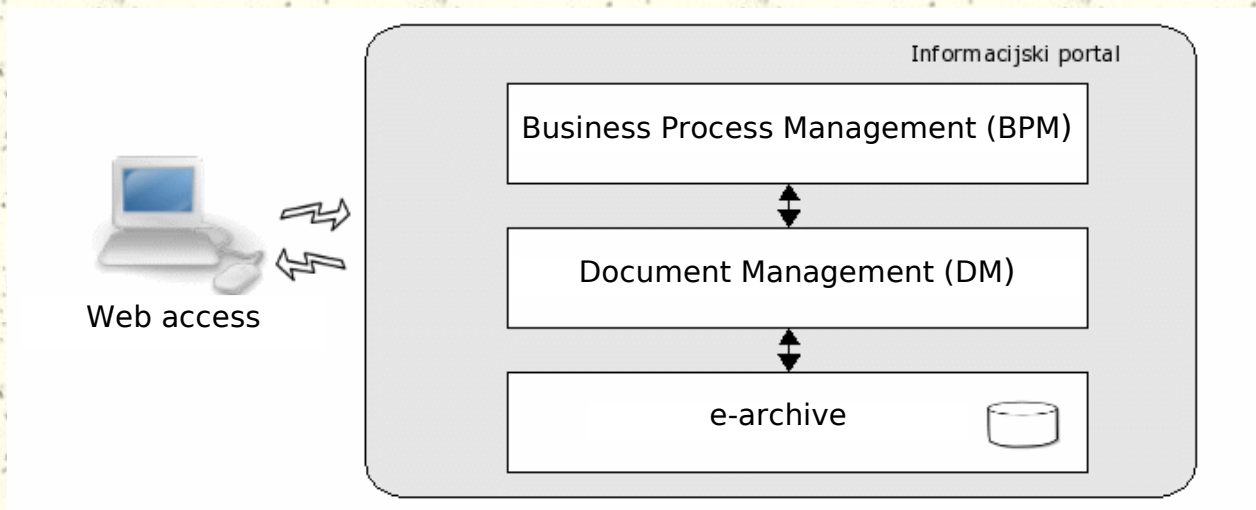 Informacijski portal
Business Process Management (BPM)
Document Management (DM)
Web access
e-archive